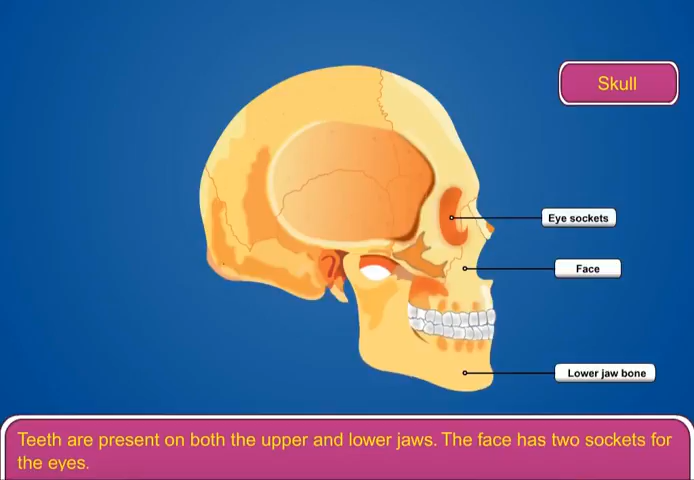 Skull
Eye sockets
Face
Lower jaw bone
Teeth are present on both the upper and lower jaws. The face has two sockets for
the eyes.